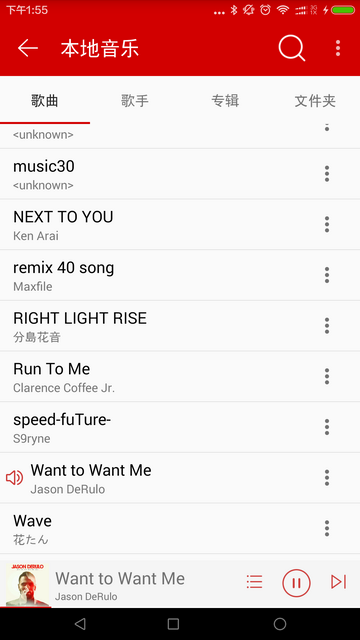 下午1:55
本地音乐
歌曲 歌手 专辑 文件夹
<unknown>
music30
<unknown>
NEXT TO YOU
Ken Arai
remix 40 song
Maxfile
RIGHT LIGHT RISE
分島花音
Run To Me
Clarence Coffee Jr.
speed-fuTure-
S9ryne
Want to Want Me
Jason DeRulo
Wave
花たん
JASON DERULO
Want to Want Me
Jason DeRulo